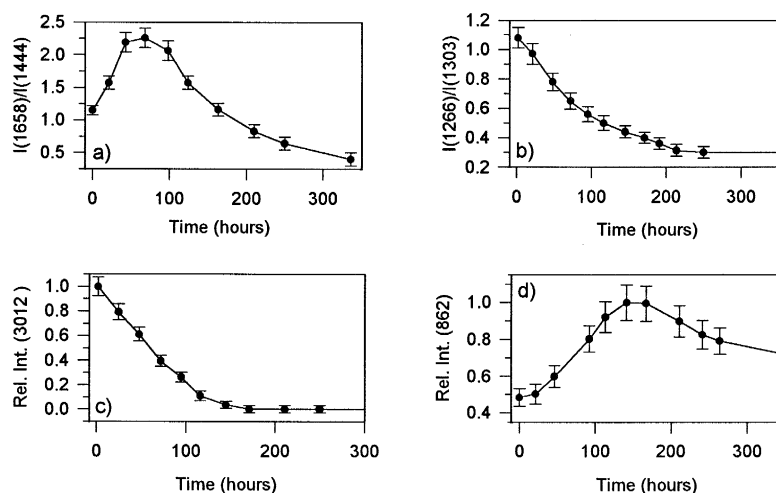 I(1658)/I(1444)
2.5
2.0
1.5
1.0
0.5
a)
0 100 200 300
Time (hours)
I(1266)/I(1303)
1.2
1.0
0.8
0.6
0.4
0.2
b)
0 100 200 300
Time (hours)
Rel. Int. (3012)
1.0
0.8
0.6
0.4
0.2
0.0
c)
0 100 200 300
Time (hours)
Rel. Int. (862)
1.0
0.8
0.6
0.4
d)
0 100 200 300
Time (hours)